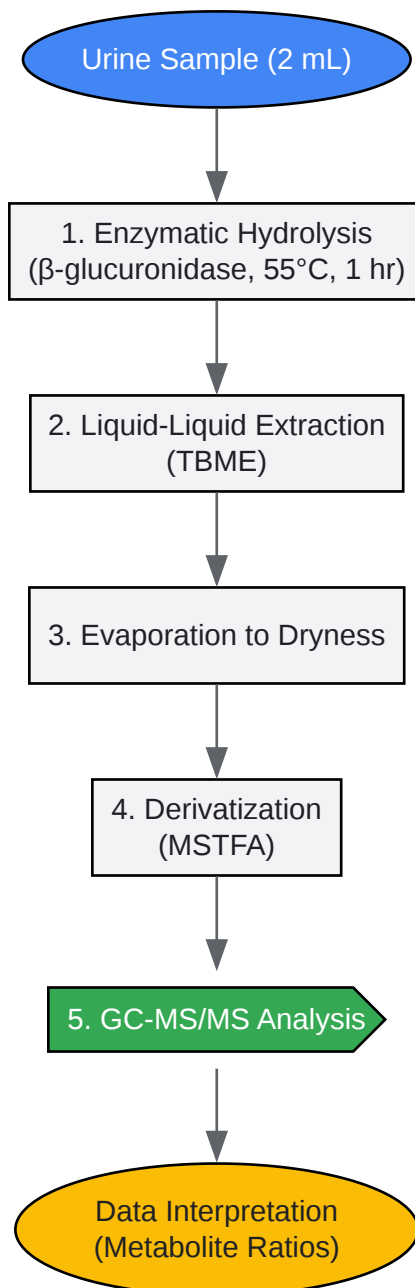 Urine Sample (2 mL)
1. Enzymatic Hydrolysis
(β-glucuronidase, 55°C, 1 hr)
2. Liquid-Liquid Extraction
(TBME)
3. Evaporation to Dryness
4. Derivatization
(MSTFA)
5. GC-MS/MS Analysis
Data Interpretation
(Metabolite Ratios)